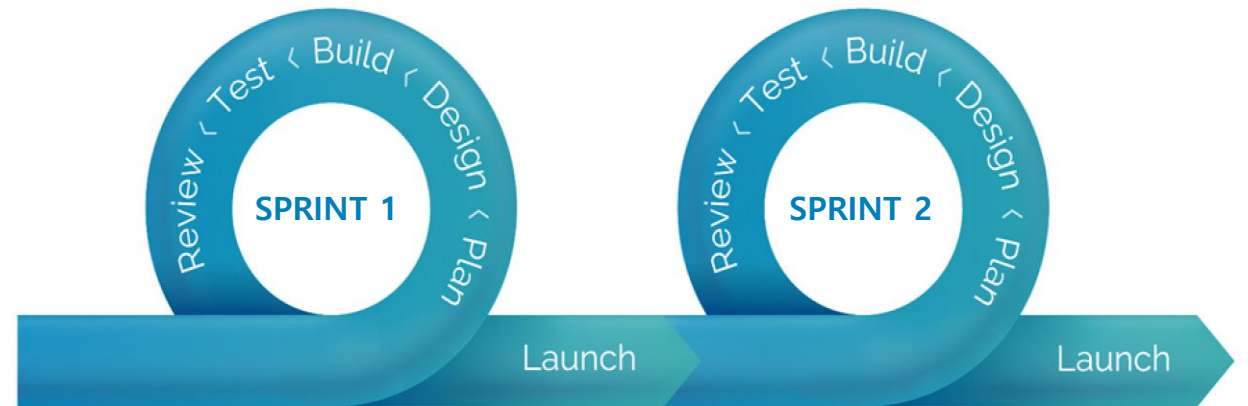 Review < Test < Build < Design < Plan
SPRINT 1
Launch
Review < Test < Build < Design < Plan
SPRINT 2
Launch